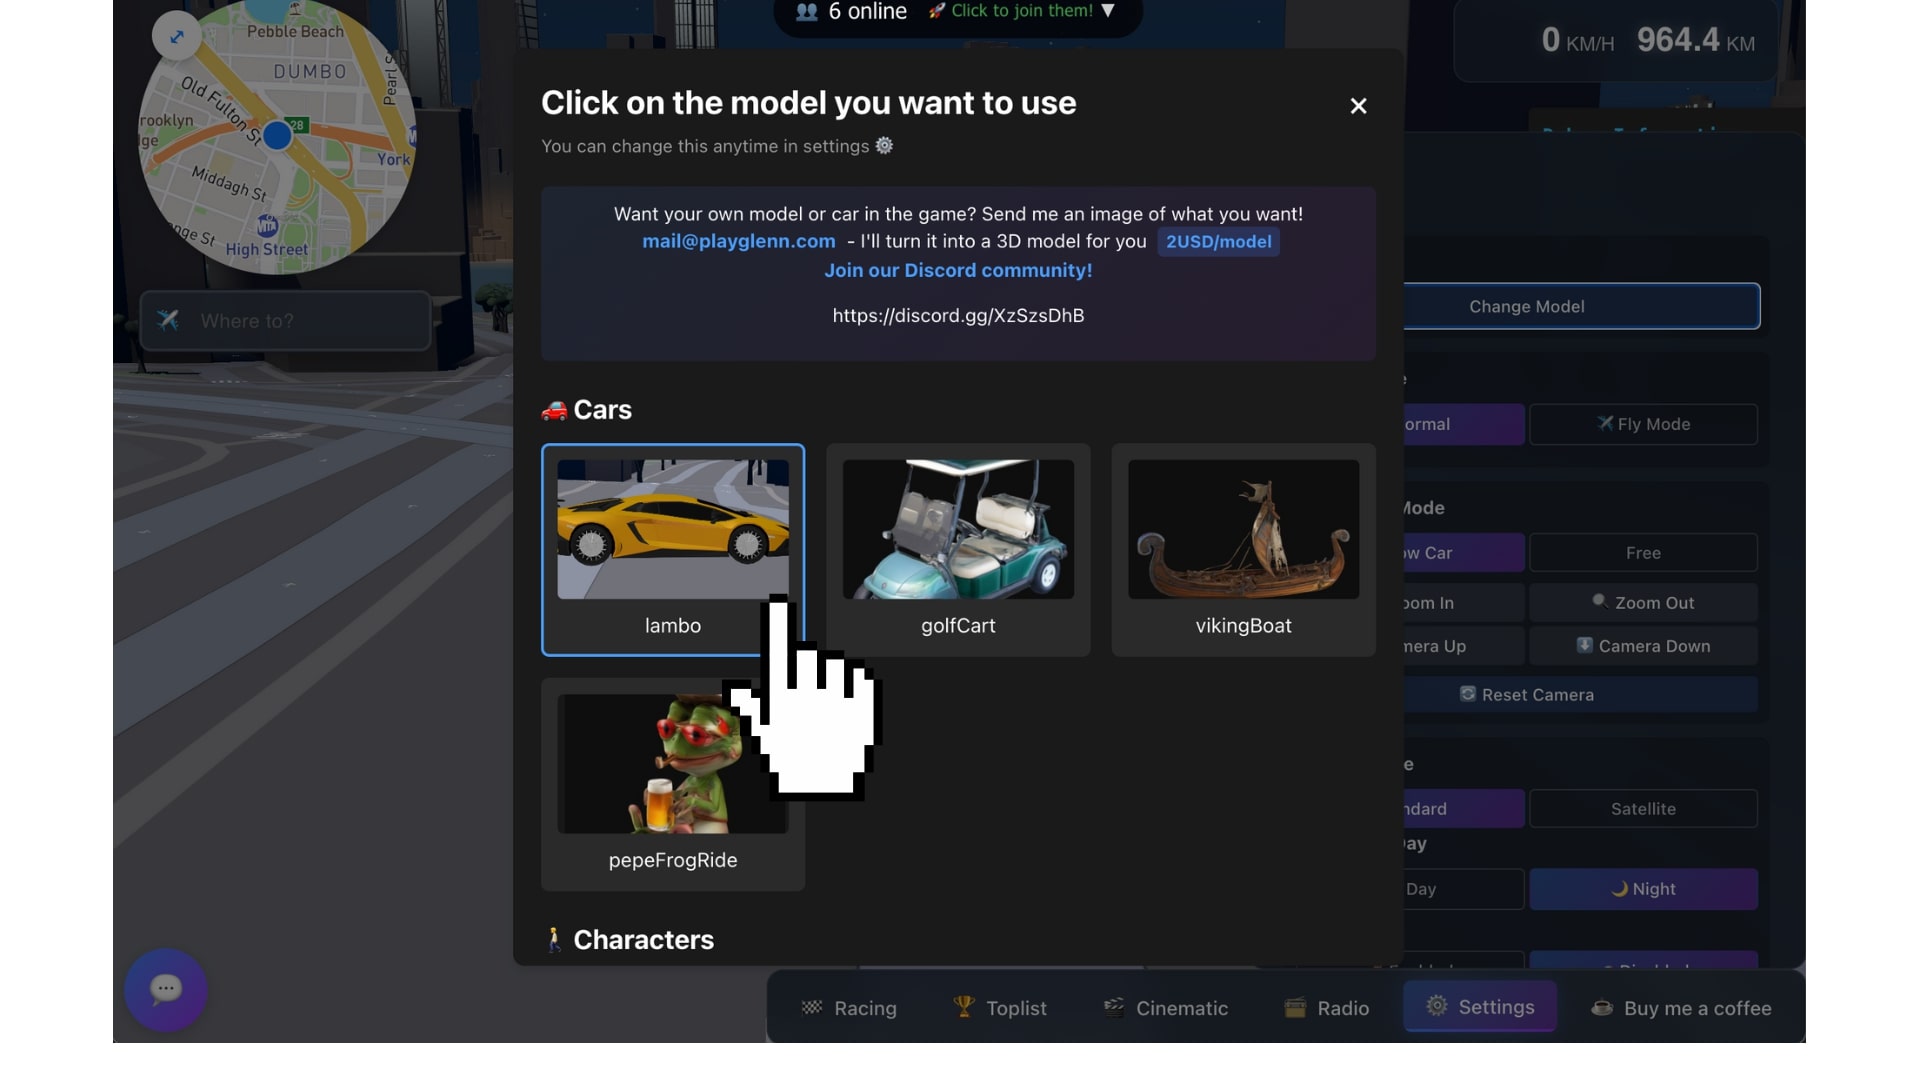 Pebble Beach
DUMBO
Pearl S
Old Fulton St
28
rooklyn
ge
York
Middagh St
MTA
nge St
High Street
Where to?
6 online
Click to join them! ▼
0 KM/H 964.4 KM
Click on the model you want to use
You can change this anytime in settings
Want your own model or car in the game? Send me an image of what you want!
mail@playglenn.com - I'll turn it into a 3D model for you 2USD/model
Join our Discord community!
https://discord.gg/XzSzsDhB
Cars
lambo
golfCart
vikingBoat
pepeFrogRide
Characters
Change Model
e
ormal
Fly Mode
Mode
ow Car
Free
oom In
Zoom Out
mera Up
Camera Down
Reset Camera
e
ndard
Satellite
ay
Day
Night
Racing
Toplist
Cinematic
Radio
Settings
Buy me a coffee